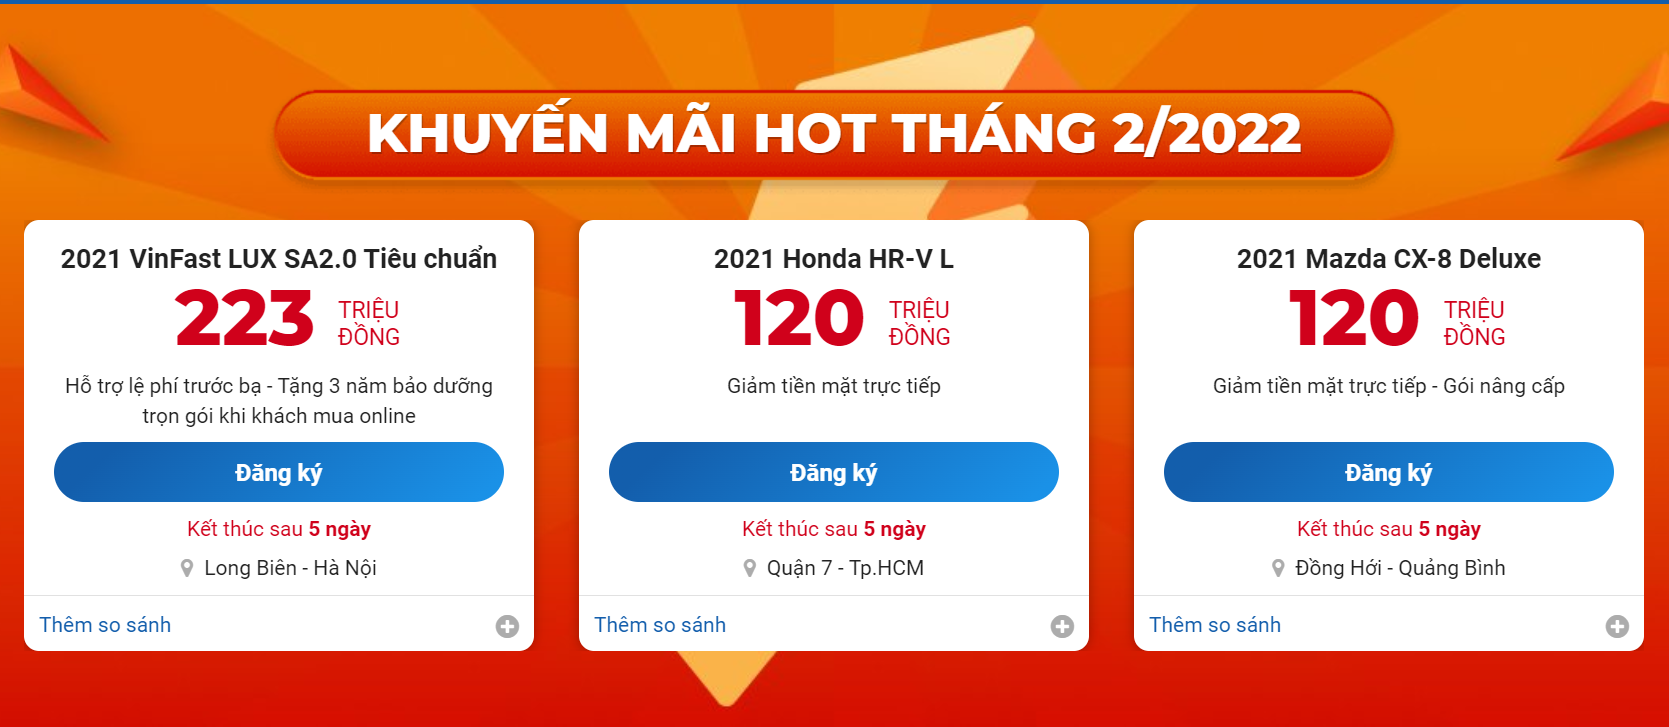 KHUYẾN MÃI HOT THÁNG 2/2022
2021 VinFast LUX SA2.0 Tiêu chuẩn
223 TRIỆU
ĐỒNG
Hỗ trợ lệ phí trước bạ - Tặng 3 năm bảo dưỡng
trọn gói khi khách mua online
Đăng ký
Kết thúc sau 5 ngày
Long Biên - Hà Nội
Thêm so sánh
2021 Honda HR-V L
120 TRIỆU
ĐỒNG
Giảm tiền mặt trực tiếp
Đăng ký
Kết thúc sau 5 ngày
Quận 7 - Tp.HCM
Thêm so sánh
2021 Mazda CX-8 Deluxe
120 TRIỆU
ĐỒNG
Giảm tiền mặt trực tiếp - Gói nâng cấp
Đăng ký
Kết thúc sau 5 ngày
Đồng Hới - Quảng Bình
Thêm so sánh